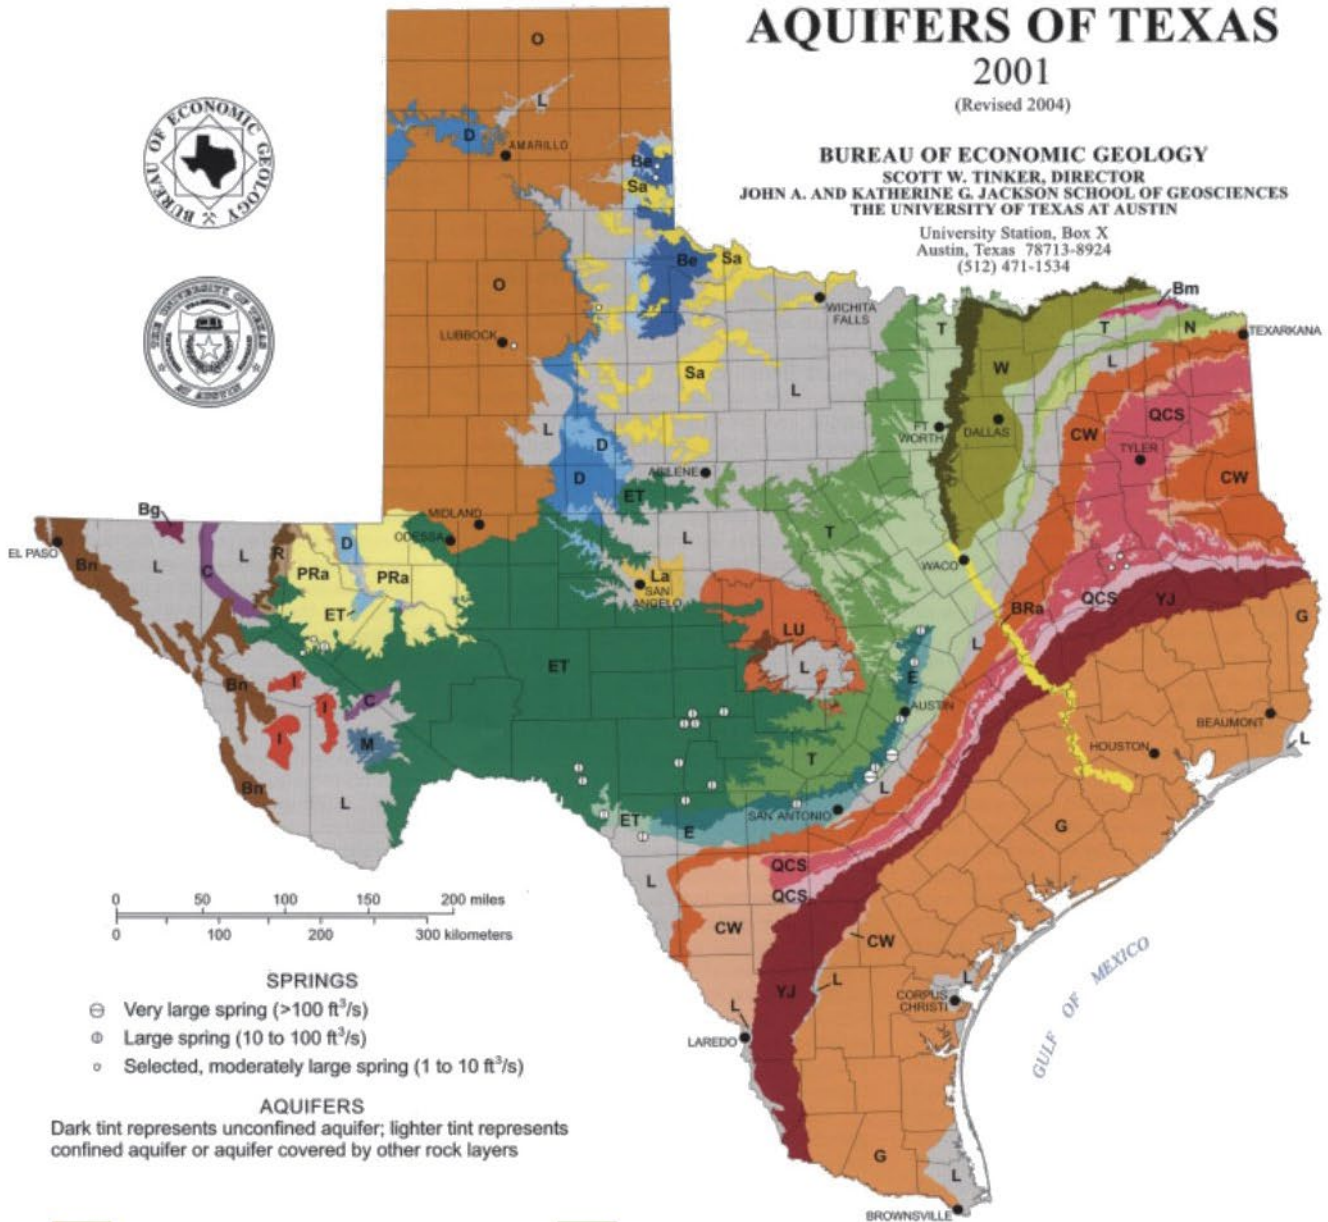 AQUIFERS OF TEXAS
2001
(Revised 2004)
BUREAU OF ECONOMIC GEOLOGY
SCOTT W. TINKER, DIRECTOR
JOHN A. AND KATHERINE G. JACKSON SCHOOL OF GEOSCIENCES
THE UNIVERSITY OF TEXAS AT AUSTIN
University Station, Box X
Austin, Texas 78713-8924
(512) 471-1534
BUREAU OF ECONOMIC GEOLOGY
O
L
D
AMARILLO
Be
Sa
Be
Sa
O
WICHITA
FALLS
T
Bm
T
N
TEXARKANA
LUBBOCK
L
W
Sa
L
QCS
L
D
FT
WORTH
DALLAS
CW
TYLER
CW
D
ABILENE
ET
Bg
MIDLAND
ODESSA
EL PASO
Bn
L
C
L
R
D
PRa
PRa
L
T
La
SAN
ANGELO
WACO
QCS
YJ
ET
BRa
G
LU
L
L
ET
E
Bn
I
I
C
AUSTIN
I
M
BEAUMONT
L
HOUSTON
T
Bn
L
L
ET
E
SAN ANTONIO
G
QCS
L
QCS
CW
CW
0 50 100 150 200 miles
0 100 200 300 kilometers
GULF OF MEXICO
SPRINGS
Very large spring (>100 ft³/s)
Large spring (10 to 100 ft³/s)
Selected, moderately large spring (1 to 10 ft³/s)
YJ
L
L
CORPUS
CHRISTI
L
LAREDO
AQUIFERS
Dark tint represents unconfined aquifer; lighter tint represents
confined aquifer or aquifer covered by other rock layers
G
L
BROWNSVILLE